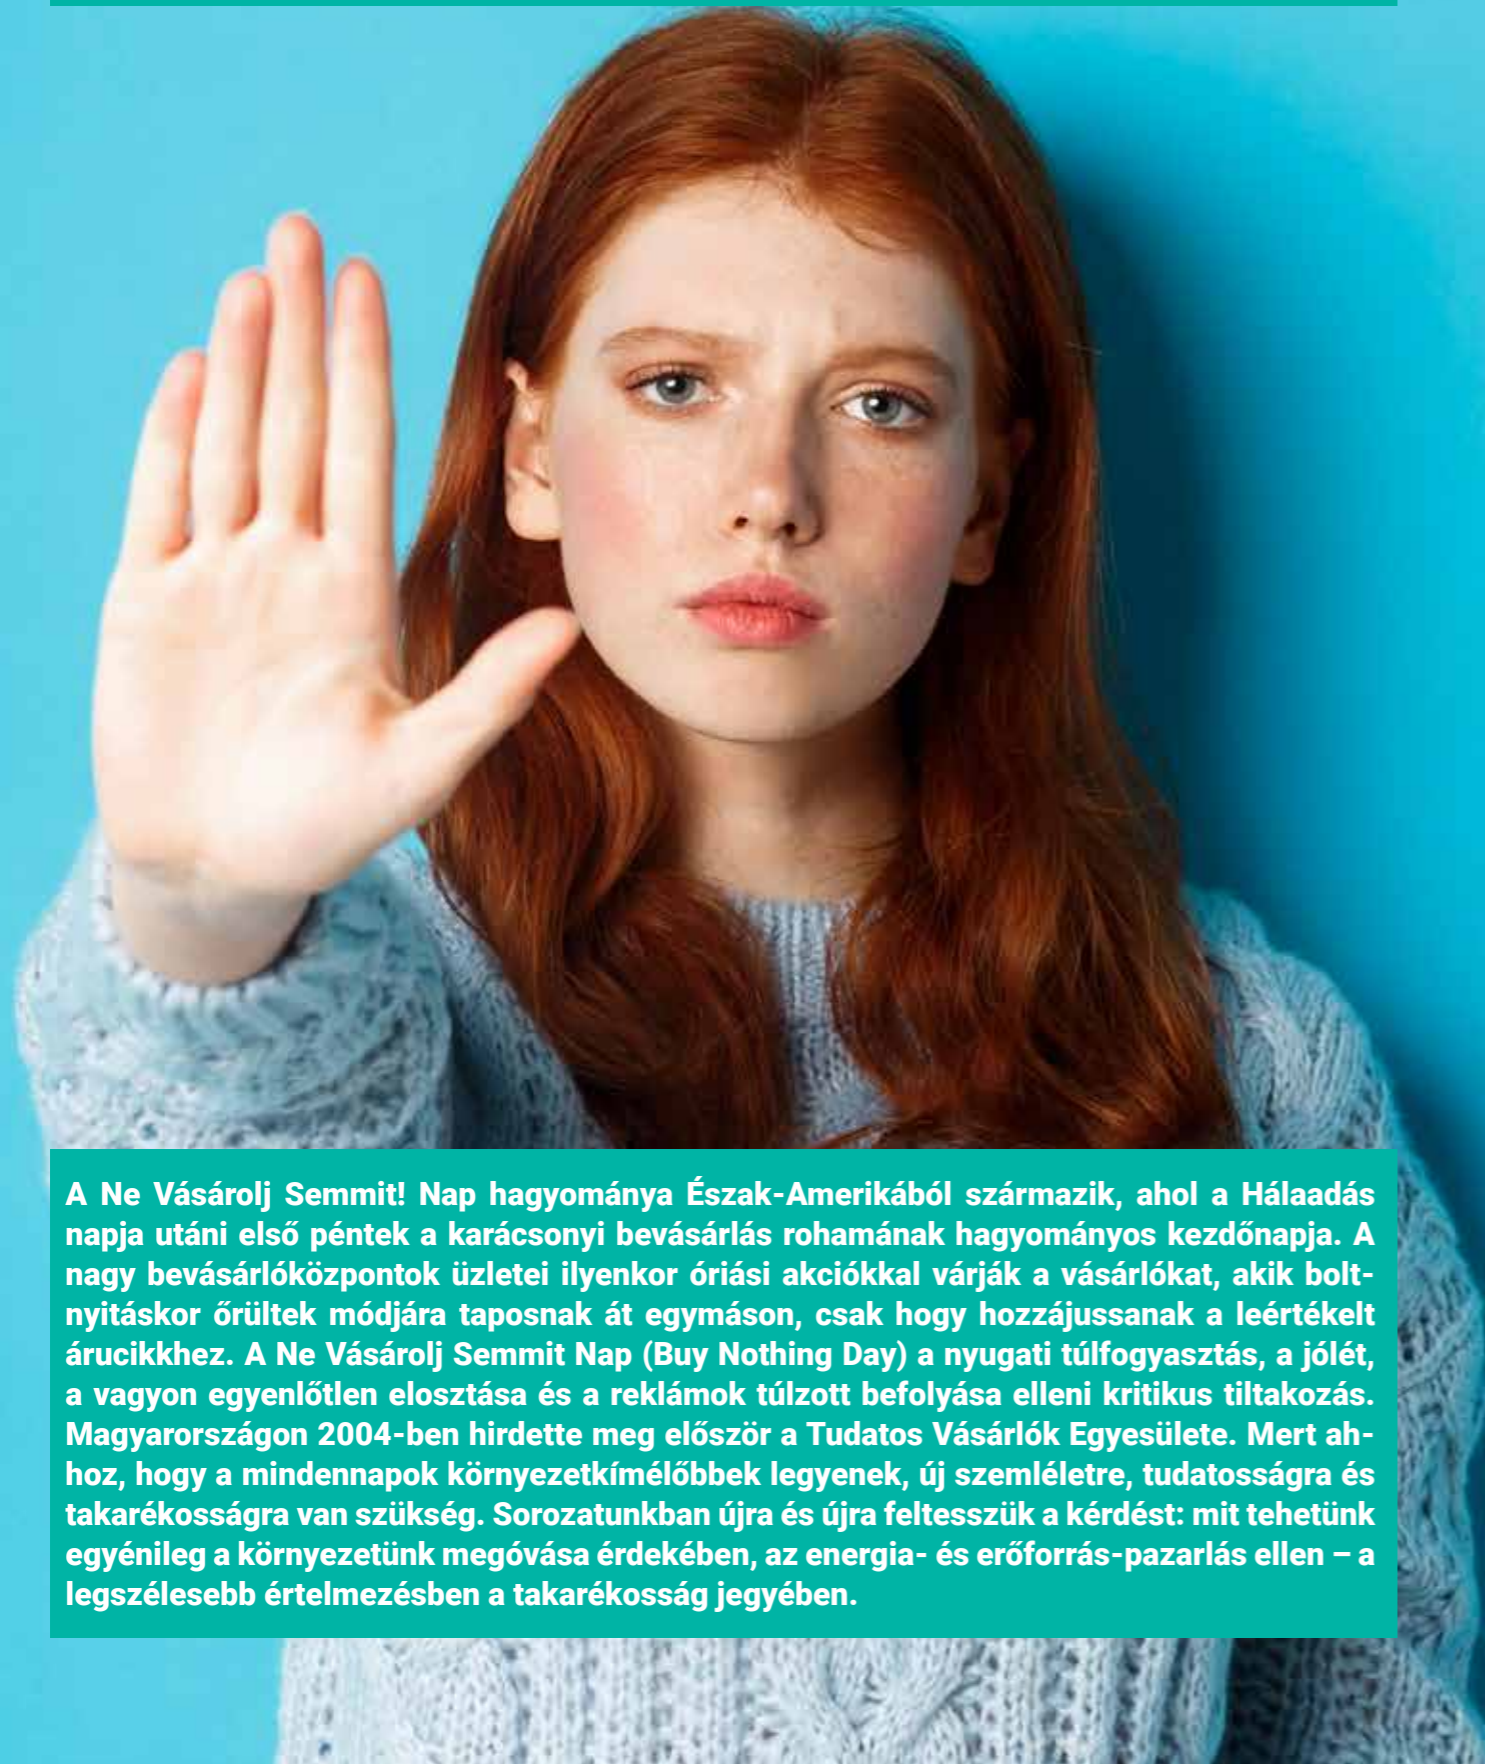 A Ne Vásárolj Semmit! Nap hagyománya Észak-Amerikából származik, ahol a Hálaadás
napja utáni első péntek a karácsonyi bevásárlás rohamának hagyományos kezdőnapja. A
nagy bevásárlóközpontok üzletei ilyenkor óriási akciókkal várják a vásárlókat, akik bolt-
nyitáskor őrültek módjára taposnak át egymáson, csak hogy hozzájussanak a leértékelt
árucikkhez. A Ne Vásárolj Semmit Nap (Buy Nothing Day) a nyugati túlfogyasztás, a jólét,
a vagyon egyenlőtlen elosztása és a reklámok túlzott befolyása elleni kritikus tiltakozás.
Magyarországon 2004-ben hirdette meg először a Tudatos Vásárlók Egyesülete. Mert ah-
hoz, hogy a mindennapok környezetkímélőbbek legyenek, új szemléletre, tudatosságra és
takarékosságra van szükség. Sorozatunkban újra és újra feltesszük a kérdést: mit tehetünk
egyénileg a környezetünk megóvása érdekében, az energia- és erőforrás-pazarlás ellen – a
legszélesebb értelmezésben a takarékosság jegyében.